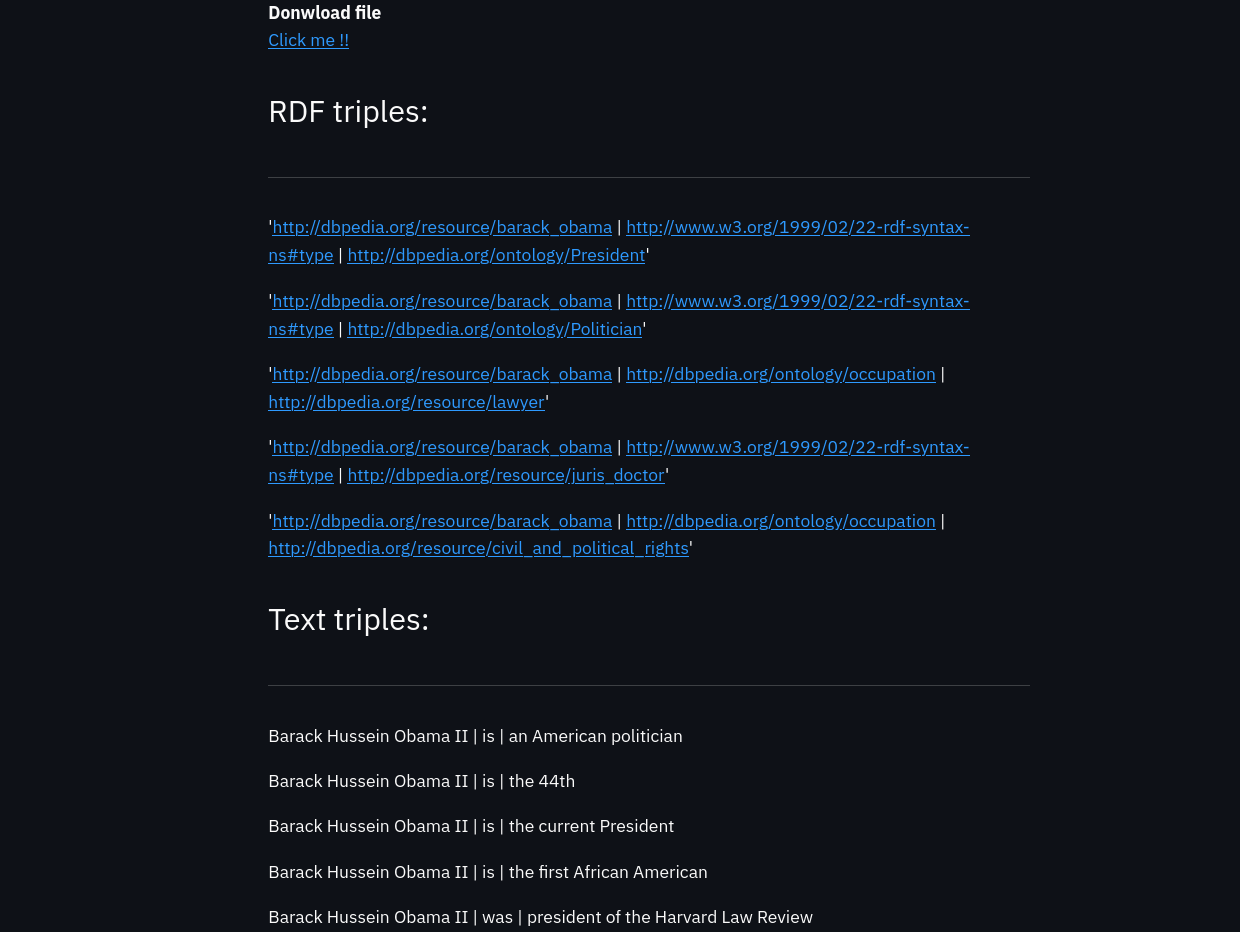 Donwload file
Click me !!
RDF triples:
'http://dbpedia.org/resource/barack_obama | http://www.w3.org/1999/02/22-rdf-syntax-
ns#type | http://dbpedia.org/ontology/President'
'http://dbpedia.org/resource/barack_obama | http://www.w3.org/1999/02/22-rdf-syntax-
ns#type | http://dbpedia.org/ontology/Politician'
'http://dbpedia.org/resource/barack_obama | http://dbpedia.org/ontology/occupation |
http://dbpedia.org/resource/lawyer'
'http://dbpedia.org/resource/barack_obama | http://www.w3.org/1999/02/22-rdf-syntax-
ns#type | http://dbpedia.org/resource/juris_doctor'
'http://dbpedia.org/resource/barack_obama | http://dbpedia.org/ontology/occupation |
http://dbpedia.org/resource/civil_and_political_rights'
Text triples:
Barack Hussein Obama II | is | an American politician
Barack Hussein Obama II | is | the 44th
Barack Hussein Obama II | is | the current President
Barack Hussein Obama II | is | the first African American
Barack Hussein Obama II | was | president of the Harvard Law Review